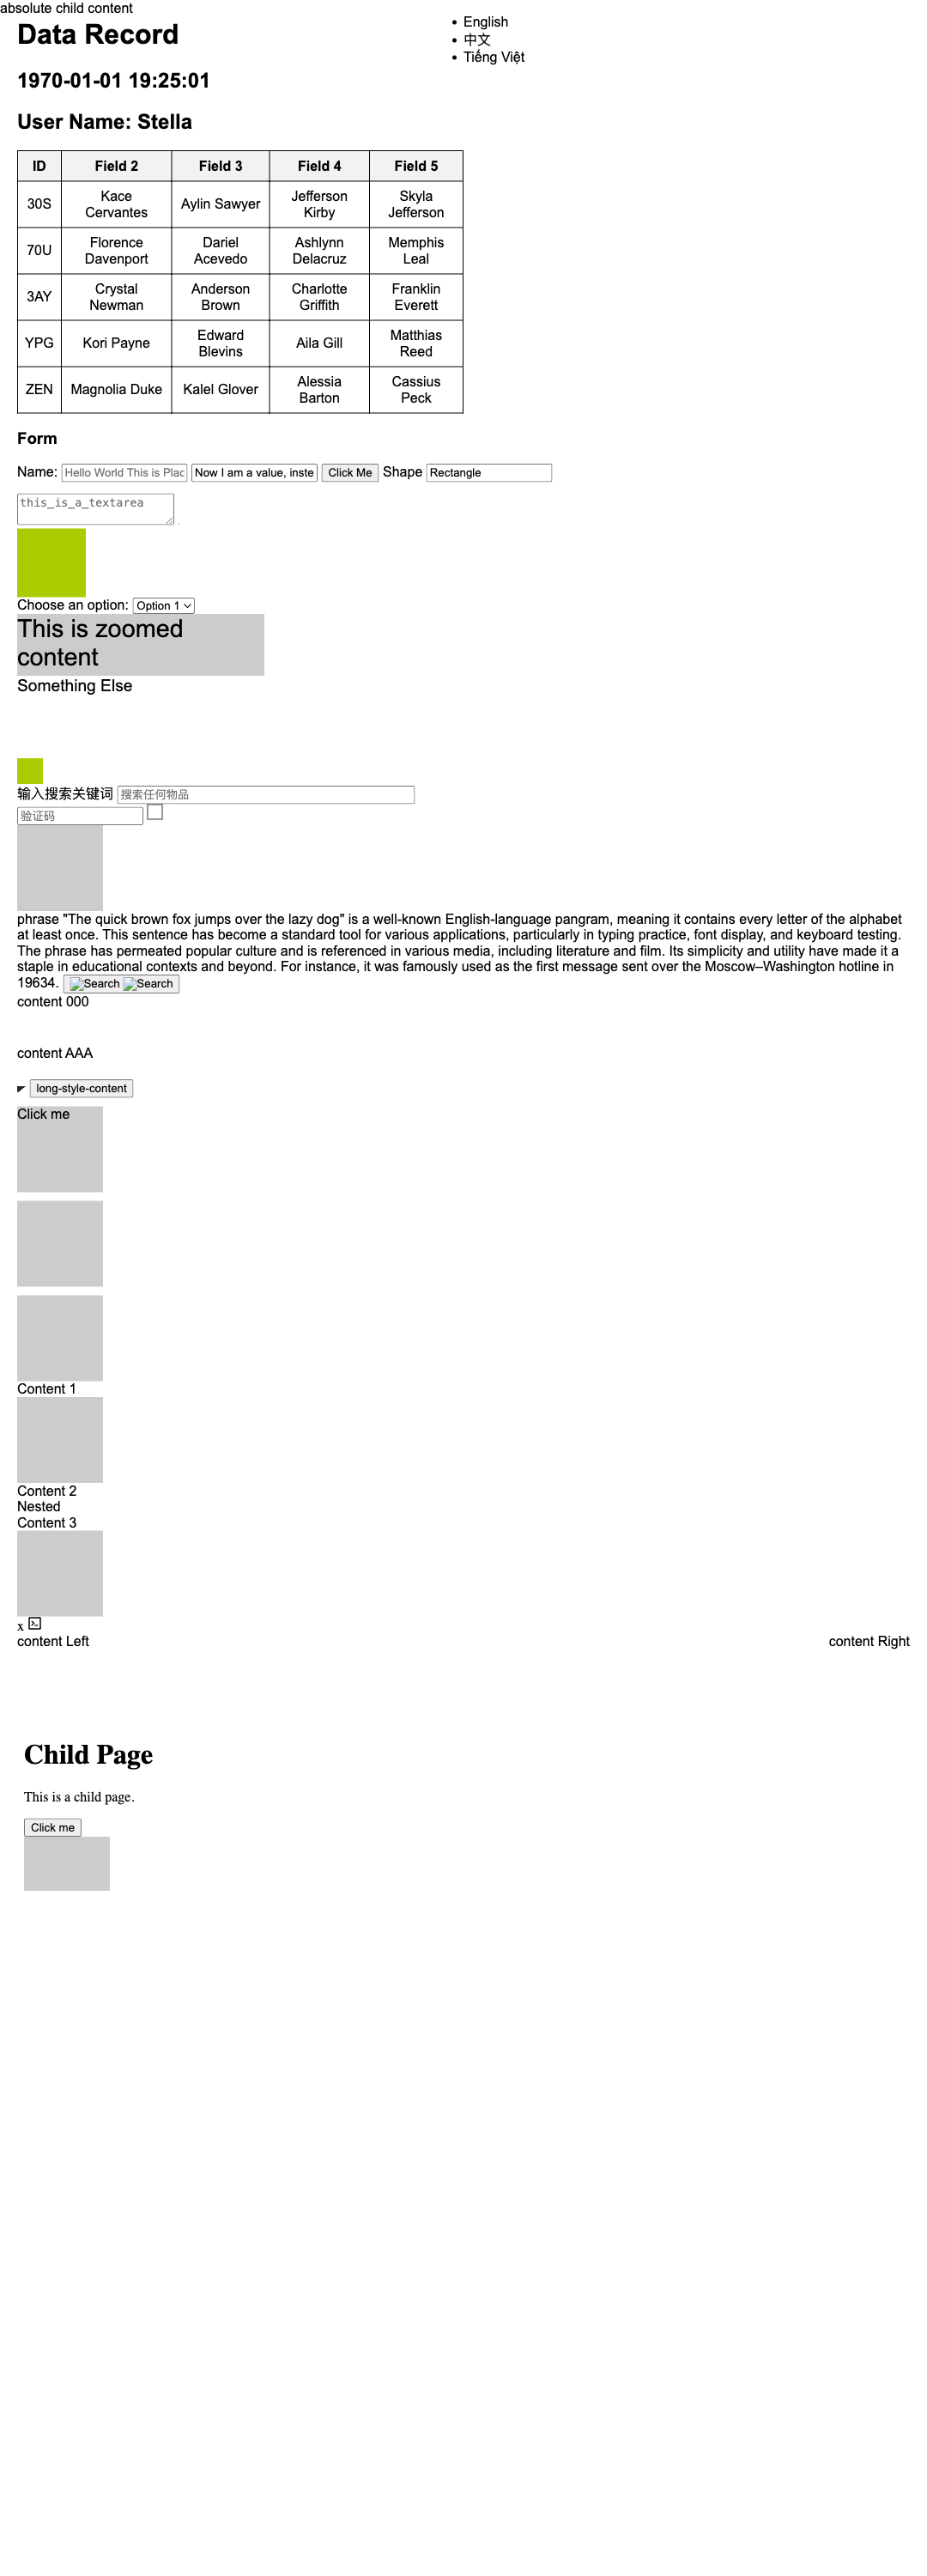 absolute child content
Data Record
English
中文
Tiếng Việt
1970-01-01 19:25:01
User Name: Stella
ID Field 2 Field 3 Field 4 Field 5
30S Kace Cervantes Aylin Sawyer Jefferson Kirby Skyla Jefferson
70U Florence Davenport Dariel Acevedo Ashlynn Delacruz Memphis Leal
3AY Crystal Newman Anderson Brown Charlotte Griffith Franklin Everett
YPG Kori Payne Edward Blevins Aila Gill Matthias Reed
ZEN Magnolia Duke Kalel Glover Alessia Barton Cassius Peck
Form
Name: Hello World This is Plac Now I am a value, inste Click Me Shape Rectangle
this_is_a_textarea .
Choose an option: Option 1
This is zoomed
content
Something Else
输入搜索关键词 搜索任何物品
验证码
phrase "The quick brown fox jumps over the lazy dog" is a well-known English-language pangram, meaning it contains every letter of the alphabet
at least once. This sentence has become a standard tool for various applications, particularly in typing practice, font display, and keyboard testing.
The phrase has permeated popular culture and is referenced in various media, including literature and film. Its simplicity and utility have made it a
staple in educational contexts and beyond. For instance, it was famously used as the first message sent over the Moscow–Washington hotline in
19634. Search Search
content 000
content AAA
long-style-content
Click me
Content 1
Content 2
Nested
Content 3
x
content Left content Right
Child Page
This is a child page.
Click me